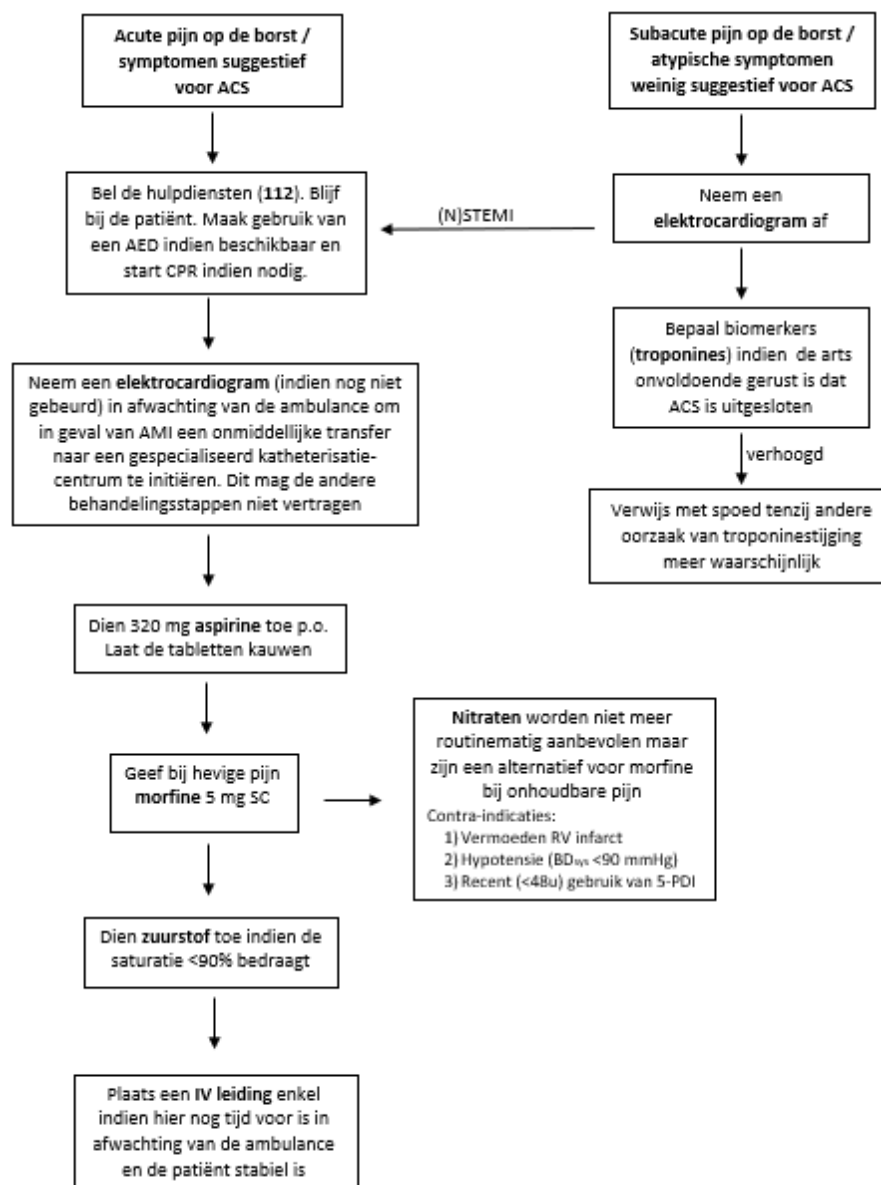 Acute pijn op de borst /
symptomen suggestief
voor ACS
Subacute pijn op de borst /
atypische symptomen
weinig suggestief voor ACS
Bel de hulpdiensten (112). Blijf
bij de patiënt. Maak gebruik van
een AED indien beschikbaar en
start CPR indien nodig.
(N)STEMI
Neem een
elektrocardiogram af
Neem een elektrocardiogram (indien nog niet
gebeurd) in afwachting van de ambulance om
in geval van AMI een onmiddellijke transfer
naar een gespecialiseerd katheterisatie-
centrum te initiëren. Dit mag de andere
behandelingsstappen niet vertragen
Bepaal biomerkers
(troponines) indien de arts
onvoldoende gerust is dat
ACS is uitgesloten
verhoogd
Verwijs met spoed tenzij andere
oorzaak van troponinestijging
meer waarschijnlijk
Dien 320 mg aspirine toe p.o.
Laat de tabletten kauwen
Geef bij hevige pijn
morfine 5 mg SC
Nitraten worden niet meer
routinematig aanbevolen maar
zijn een alternatief voor morfine
bij onhoudbare pijn
Contra-indicaties:
1) Vermoeden RV infarct
2) Hypotensie (BDsys <90 mmHg)
3) Recent (<48u) gebruik van 5-PDI
Dien zuurstof toe indien de
saturatie <90% bedraagt
Plaats een IV leiding enkel
indien hier nog tijd voor is in
afwachting van de ambulance
en de patiënt stabiel is